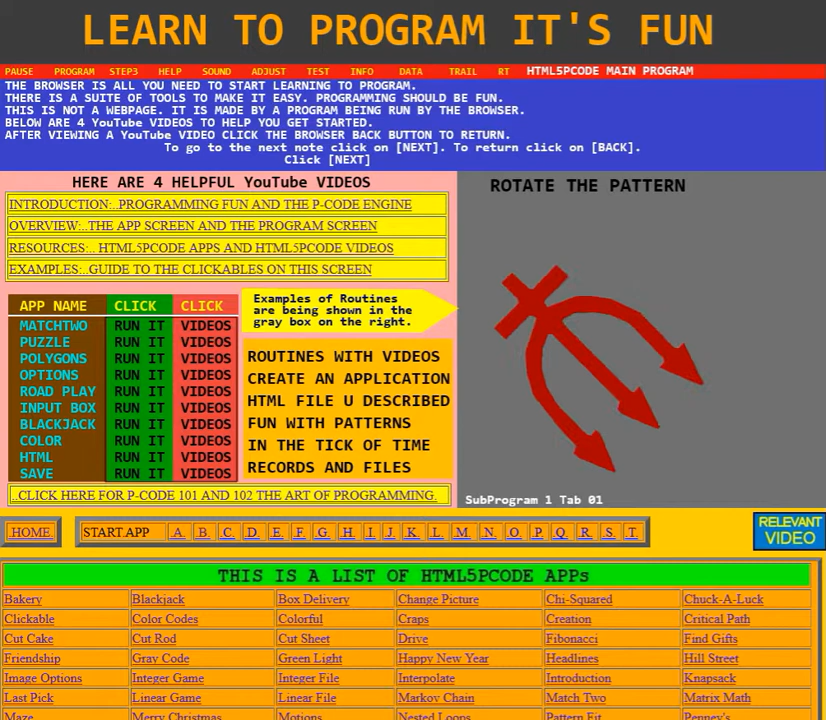 LEARN TO PROGRAM IT'S FUN
PAUSE PROGRAM STEP3 HELP SOUND ADJUST TEST INFO DATA TRAIL RT HTML5PCODE MAIN PROGRAM
THE BROWSER IS ALL YOU NEED TO START LEARNING TO PROGRAM.
THERE IS A SUITE OF TOOLS TO MAKE IT EASY. PROGRAMMING SHOULD BE FUN.
THIS IS NOT A WEBPAGE. IT IS MADE BY A PROGRAM BEING RUN BY THE BROWSER.
BELOW ARE 4 YouTube VIDEOS TO HELP YOU GET STARTED.
AFTER VIEWING A YouTube VIDEO CLICK THE BROWSER BACK BUTTON TO RETURN.
To go to the next note click on [NEXT]. To return click on [BACK].
Click [NEXT]
HERE ARE 4 HELPFUL YouTube VIDEOS
INTRODUCTION:..PROGRAMMING FUN AND THE P-CODE ENGINE
OVERVIEW:..THE APP SCREEN AND THE PROGRAM SCREEN
RESOURCES:.. HTML5PCODE APPS AND HTML5PCODE VIDEOS
EXAMPLES:..GUIDE TO THE CLICKABLES ON THIS SCREEN
APP NAME CLICK CLICK
MATCHTWO RUN IT VIDEOS
PUZZLE RUN IT VIDEOS
POLYGONS RUN IT VIDEOS
OPTIONS RUN IT VIDEOS
ROAD PLAY RUN IT VIDEOS
INPUT BOX RUN IT VIDEOS
BLACKJACK RUN IT VIDEOS
COLOR RUN IT VIDEOS
HTML RUN IT VIDEOS
SAVE RUN IT VIDEOS
Examples of Routines
are being shown in the
gray box on the right.
ROUTINES WITH VIDEOS
CREATE AN APPLICATION
HTML FILE U DESCRIBED
FUN WITH PATTERNS
IN THE TICK OF TIME
RECORDS AND FILES
..CLICK HERE FOR P-CODE 101 AND 102 THE ART OF PROGRAMMING.
ROTATE THE PATTERN
SubProgram 1 Tab 01
.HOME. START.APP .A. .B. .C. .D. .E. .F. .G. .H. .I. .J. .K. .L. .M. .N. .O .P. .Q. .R. .S. .T.
RELEVANT
VIDEO
THIS IS A LIST OF HTML5PCODE APPs
Bakery Blackjack Box Delivery Change Picture Chi-Squared Chuck-A-Luck
Clickable Color Codes Colorful Craps Creation Critical Path
Cut Cake Cut Rod Cut Sheet Drive Fibonacci Find Gifts
Friendship Gray Code Green Light Happy New Year Headlines Hill Street
Image Options Integer Game Integer File Interpolate Introduction Knapsack
Last Pick Linear Game Linear File Markov Chain Match Two Matrix Math
Maze Merry Christmas Motions Nested Loops Pattern Fit Penney's